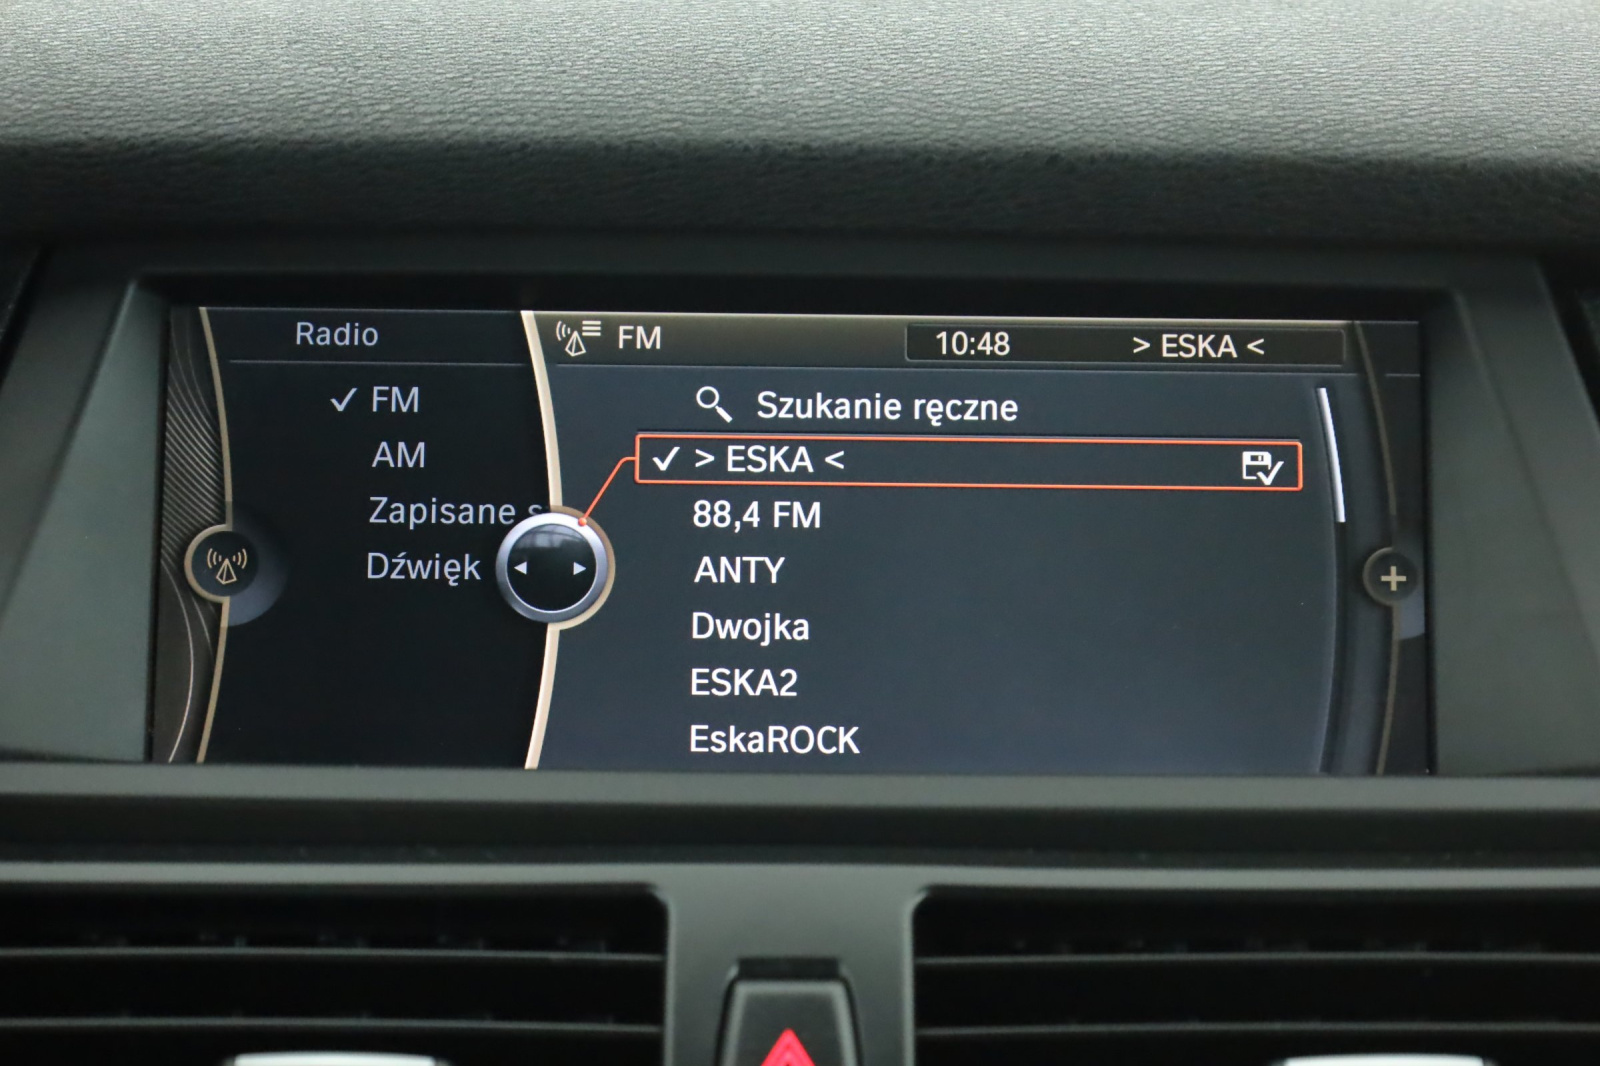 Radio
FM
10:48
> ESKA <
✓ FM
AM
Zapisane s
Dźwięk
Szukanie ręczne
✓ > ESKA <
88,4 FM
ANTY
Dwojka
ESKA2
EskaROCK